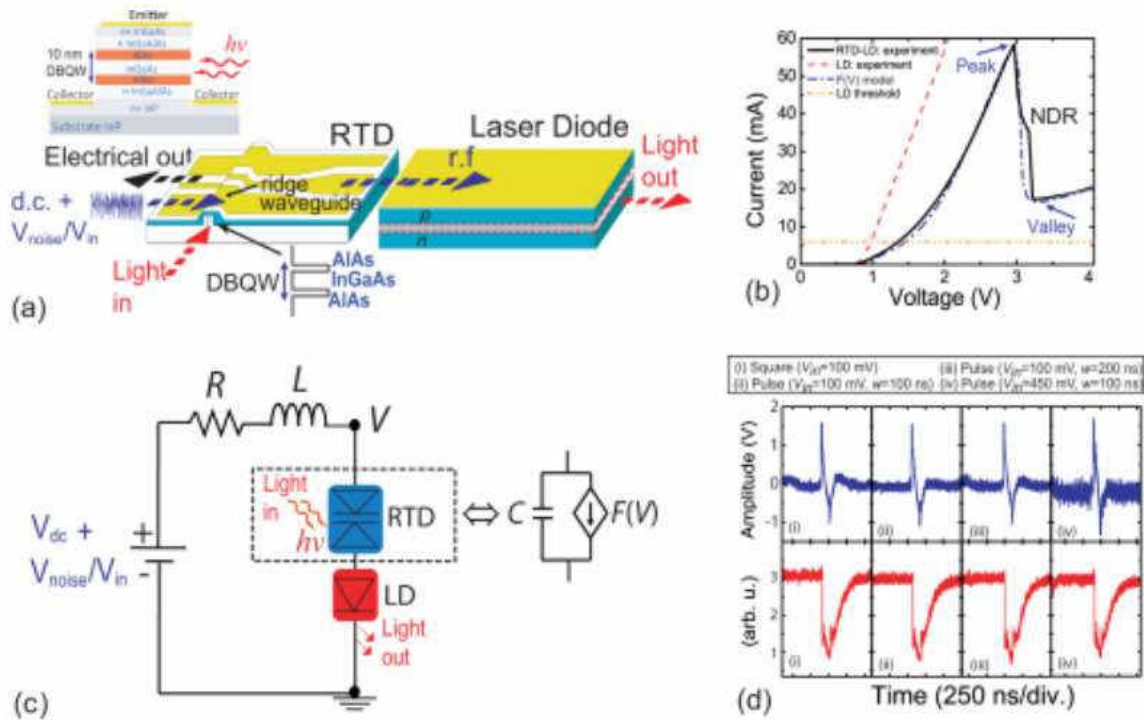 Emitter
10 nm
DBQW
InGaAs
hν
Collector
Collector
Substrate-InP
Electrical out
RTD
Laser Diode
r.f
Light
out
ridge
waveguide
d.c. +
Vnoise/Vin
p
n
Light
in
DBQW
AlAs
InGaAs
AlAs
(a)
60
50
40
30
20
10
0
Current (mA)
RTD-LD: experiment
LD: experiment
F(V) model
LD threshold
Peak
NDR
Valley
0
1
2
3
4
Voltage (V)
(b)
R
L
V
Vdc +
Vnoise/Vin
+
-
Light
in
hν
RTD
C
F(V)
LD
Light
out
(c)
(i) Square (Vin=100 mV)
(iii) Pulse (Vin=100 mV, w=200 ns)
(ii) Pulse (Vin=100 mV, w=100 ns)
(iv) Pulse (Vin=450 mV, w=100 ns)
Amplitude (V)
2
1
0
-1
(i)
(ii)
(iii)
(iv)
(arb. u.)
3
2
1
(i)
(ii)
(iii)
(iv)
Time (250 ns/div.)
(d)